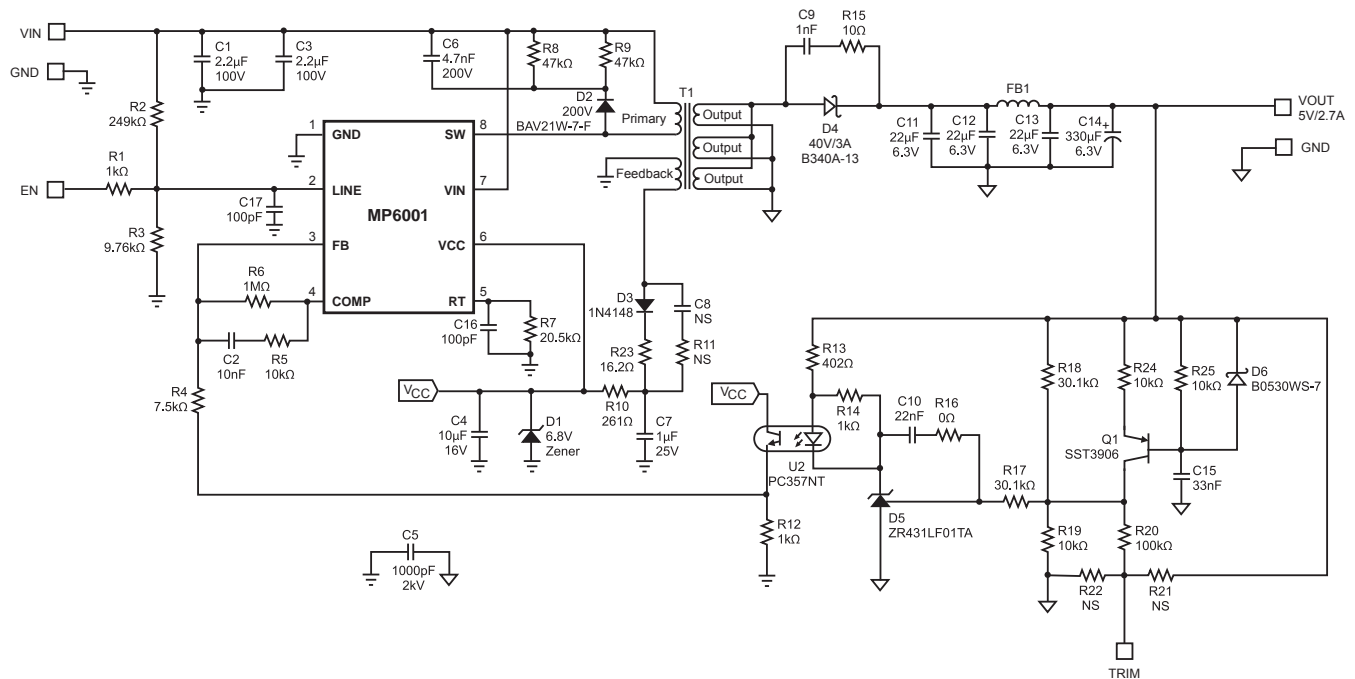 VIN
GND
C1
2.2µF
100V
C3
2.2µF
100V
C6
4.7nF
200V
R8
47kΩ
R9
47kΩ
D2
200V
BAV21W-7-F
C9
1nF
R15
10Ω
T1
Primary
Feedback
Output
Output
Output
D4
40V/3A
B340A-13
FB1
C11
22µF
6.3V
C12
22µF
6.3V
C13
22µF
6.3V
C14
+
330µF
6.3V
VOUT
5V/2.7A
GND
R2
249kΩ
R1
1kΩ
EN
R3
9.76kΩ
C17
100pF
1
GND
SW
8
2
LINE
VIN
7
MP6001
3
FB
VCC
6
4
COMP
RT
5
R6
1MΩ
C2
10nF
R5
10kΩ
R4
7.5kΩ
C16
100pF
R7
20.5kΩ
D3
1N4148
C8
NS
R23
16.2Ω
R11
NS
VCC
C4
10µF
16V
D1
6.8V
Zener
R10
261Ω
C7
1µF
25V
VCC
R13
402Ω
R14
1kΩ
C10
22nF
R16
0Ω
U2
PC357NT
R12
1kΩ
D5
ZR431LF01TA
R17
30.1kΩ
R18
30.1kΩ
R24
10kΩ
R25
10kΩ
D6
B0530WS-7
Q1
SST3906
C15
33nF
R19
10kΩ
R20
100kΩ
R22
NS
R21
NS
TRIM
C5
1000pF
2kV